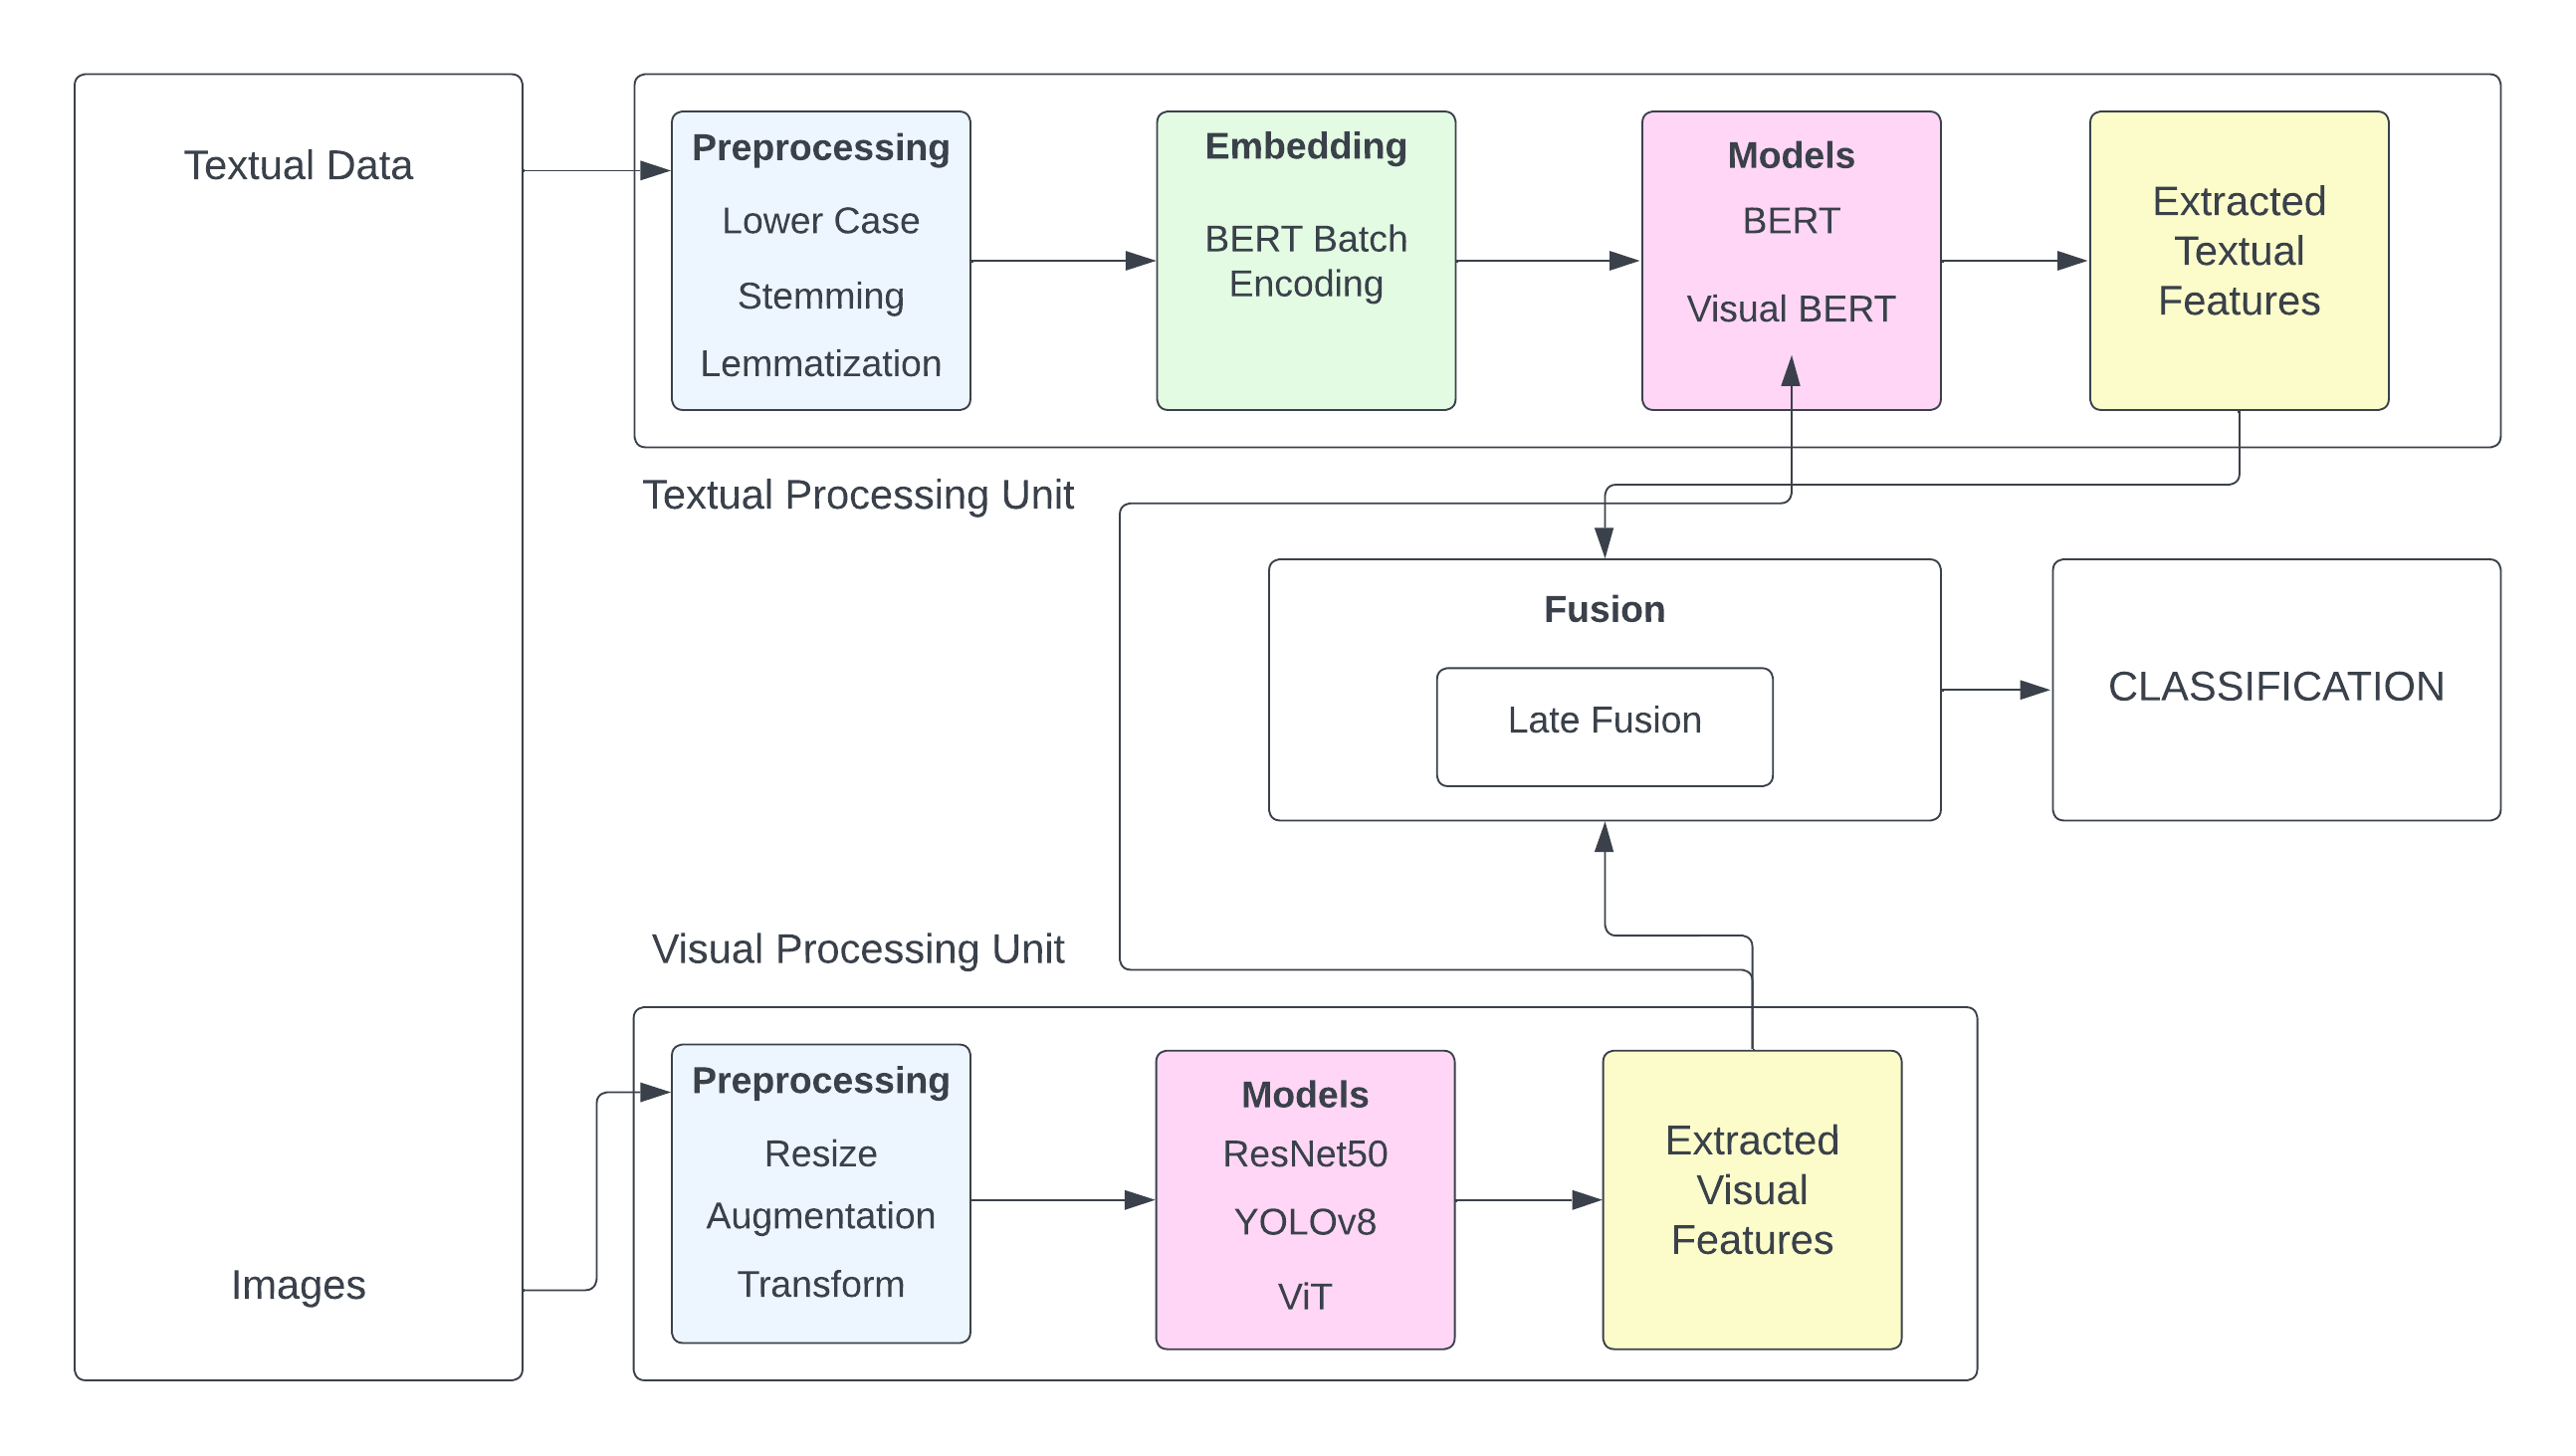 Textual Data
Images
Preprocessing
Lower Case
Stemming
Lemmatization
Embedding
BERT Batch
Encoding
Models
BERT
Visual BERT
Extracted
Textual
Features
Textual Processing Unit
Fusion
Late Fusion
CLASSIFICATION
Visual Processing Unit
Preprocessing
Resize
Augmentation
Transform
Models
ResNet50
YOLOv8
ViT
Extracted
Visual
Features